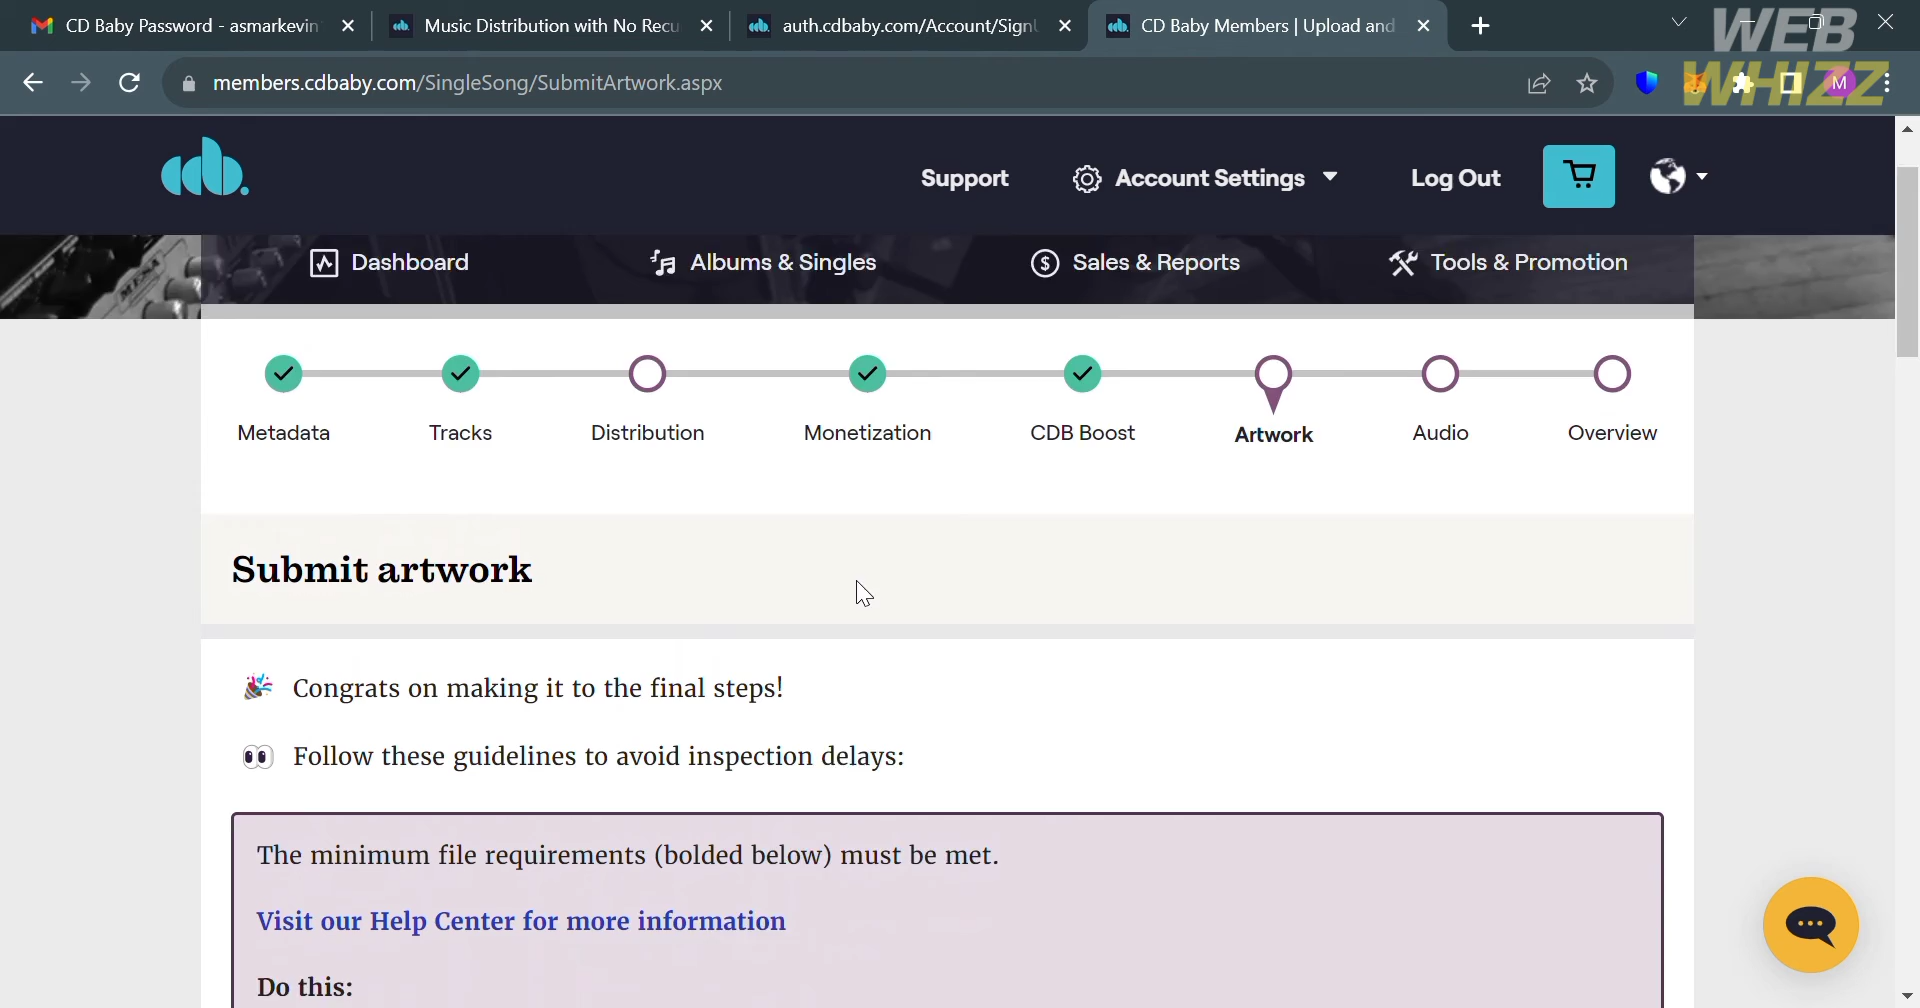 CD Baby Password - asmarkevin
Music Distribution with No Recu
auth.cdbaby.com/Account/Sign
CD Baby Members | Upload and
WEB
WHIZZ
members.cdbaby.com/SingleSong/SubmitArtwork.aspx
M
cdb.
Support
Account Settings
Log Out
Dashboard
Albums & Singles
Sales & Reports
Tools & Promotion
Metadata
Tracks
Distribution
Monetization
CDB Boost
Artwork
Audio
Overview
Submit artwork
Congrats on making it to the final steps!
Follow these guidelines to avoid inspection delays:
The minimum file requirements (bolded below) must be met.
Visit our Help Center for more information
Do this: